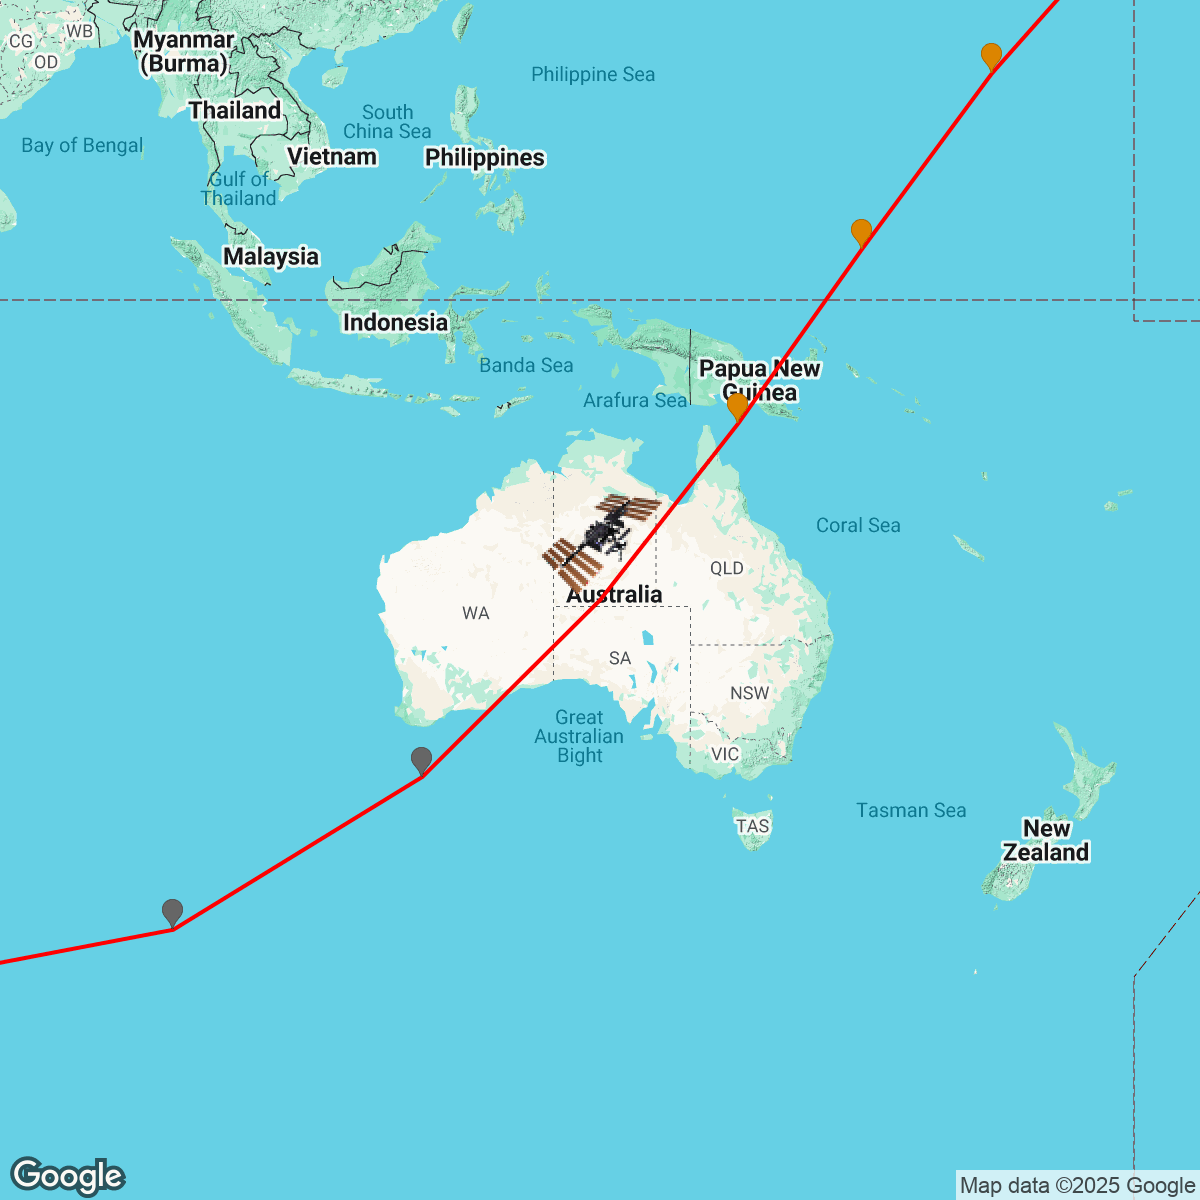 CG
WB
OD
Myanmar
(Burma)
Philippine Sea
Thailand
South
China Sea
Bay of Bengal
Vietnam
Philippines
Gulf of
Thailand
Malaysia
Indonesia
Banda Sea
Papua New
Guinea
Arafura Sea
Coral Sea
QLD
Australia
WA
SA
NSW
Great
Australian
Bight
VIC
Tasman Sea
TAS
New
Zealand
Google
Map data ©2025 Google